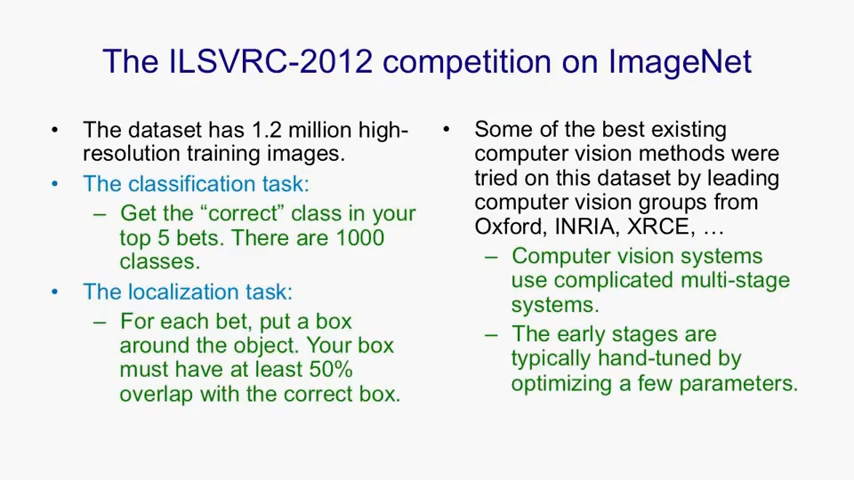 The ILSVRC-2012 competition on ImageNet
• The dataset has 1.2 million high-
resolution training images.
• The classification task:
– Get the “correct” class in your
top 5 bets. There are 1000
classes.
• The localization task:
– For each bet, put a box
around the object. Your box
must have at least 50%
overlap with the correct box.
• Some of the best existing
computer vision methods were
tried on this dataset by leading
computer vision groups from
Oxford, INRIA, XRCE, …
– Computer vision systems
use complicated multi-stage
systems.
– The early stages are
typically hand-tuned by
optimizing a few parameters.